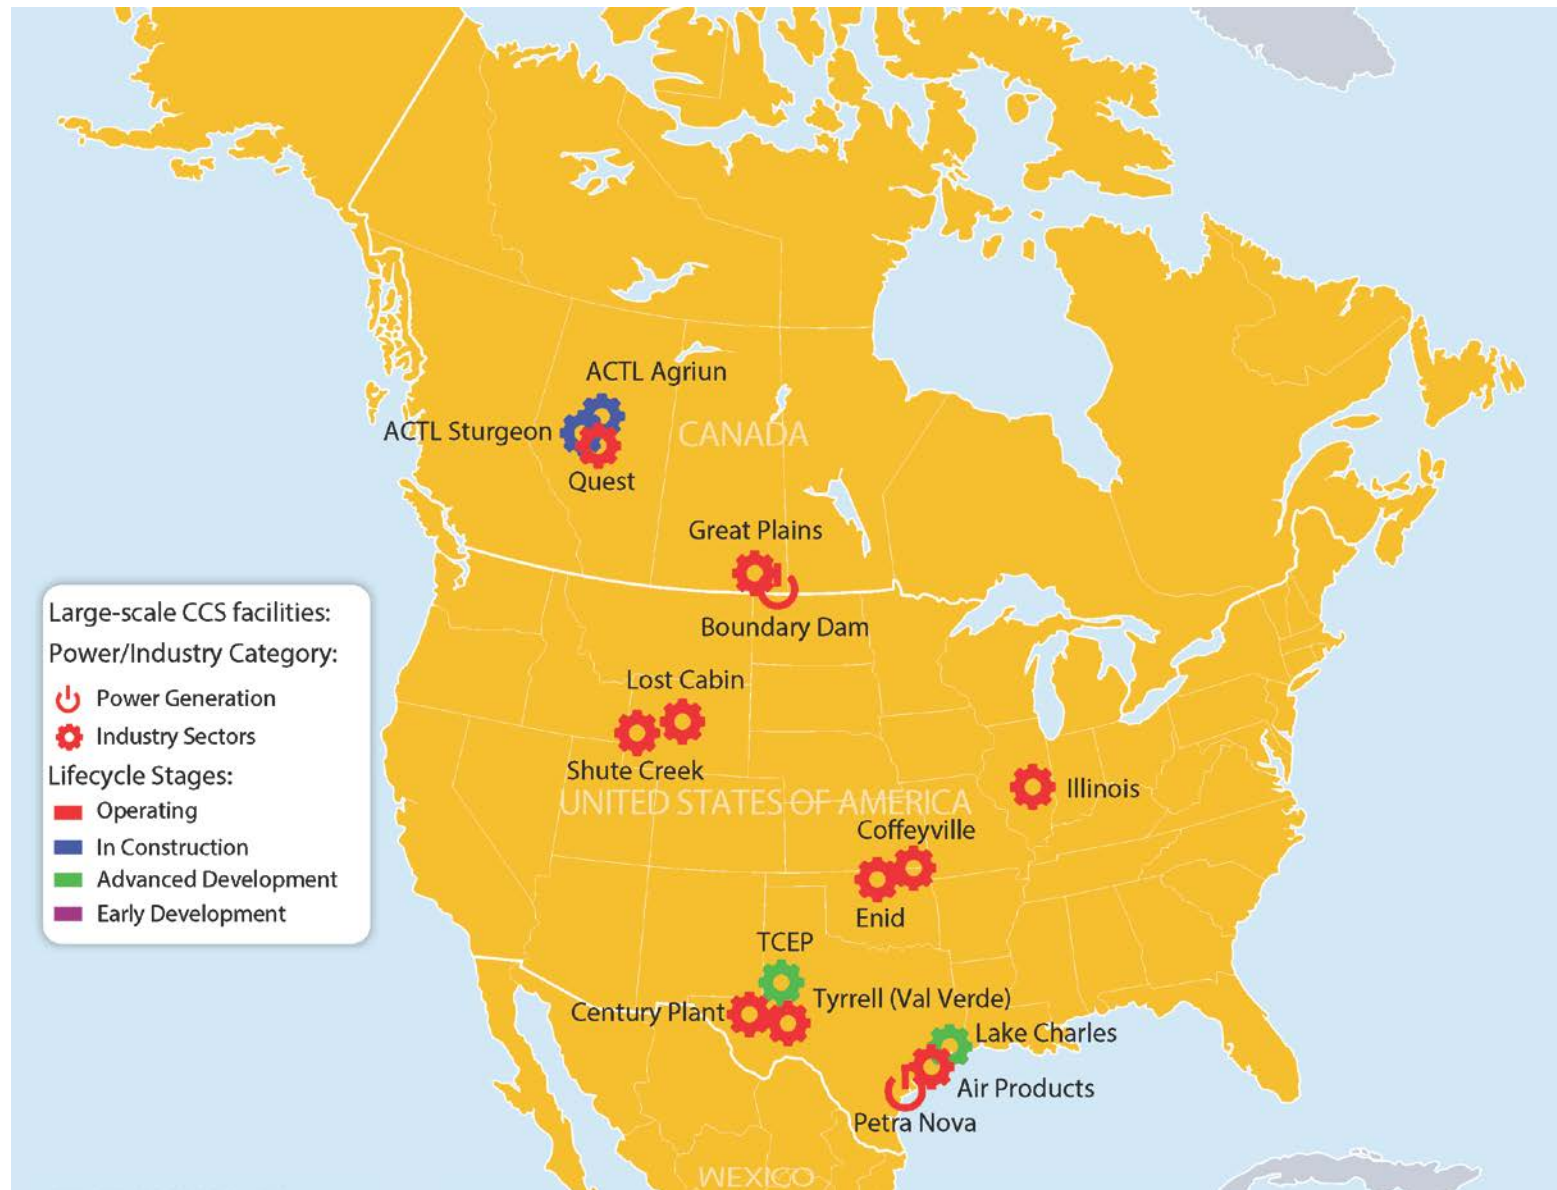 ACTL Agriun
ACTL Sturgeon
CANADA
Quest
Great Plains
Boundary Dam
Large-scale CCS facilities:
Power/Industry Category:
Power Generation
Industry Sectors
Lifecycle Stages:
Operating
In Construction
Advanced Development
Early Development
Lost Cabin
Shute Creek
UNITED STATES OF AMERICA
Illinois
Coffeyville
Enid
TCEP
Century Plant
Tyrrell (Val Verde)
Lake Charles
Air Products
Petra Nova
MEXICO